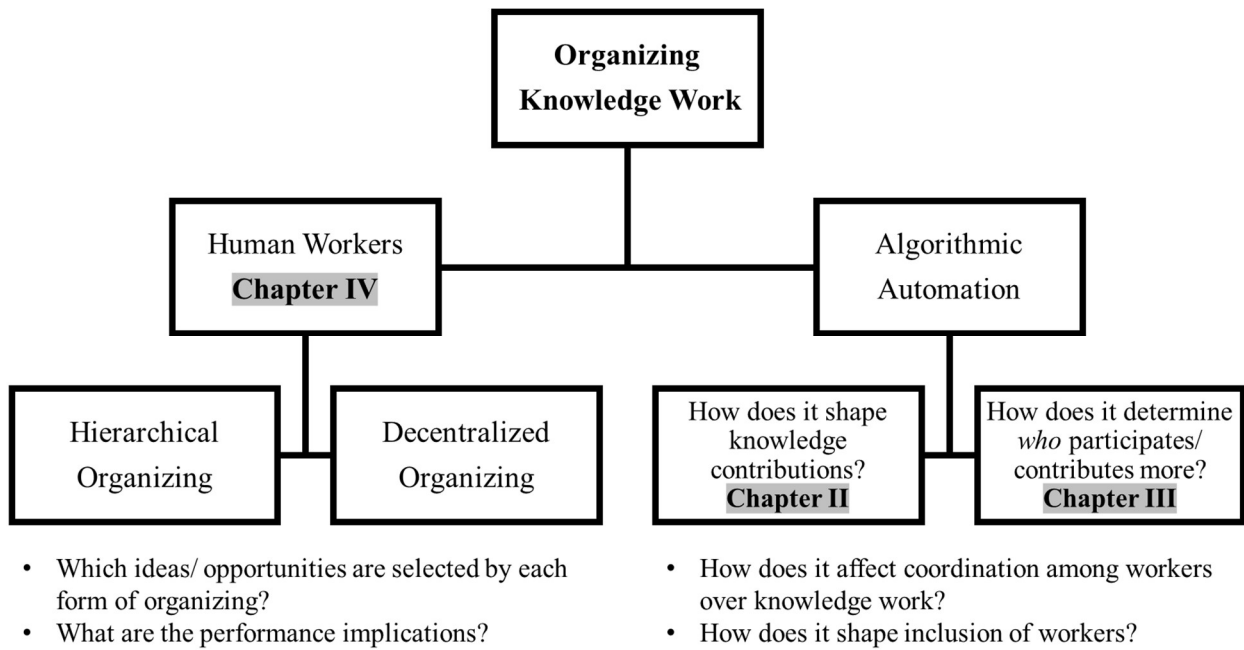 Organizing
Knowledge Work
Human Workers
Chapter IV
Algorithmic
Automation
Hierarchical
Organizing
Decentralized
Organizing
How does it shape
knowledge
contributions?
Chapter II
How does it determine
who participates/
contributes more?
Chapter III
• Which ideas/ opportunities are selected by each
form of organizing?
• What are the performance implications?
• How does it affect coordination among workers
over knowledge work?
• How does it shape inclusion of workers?